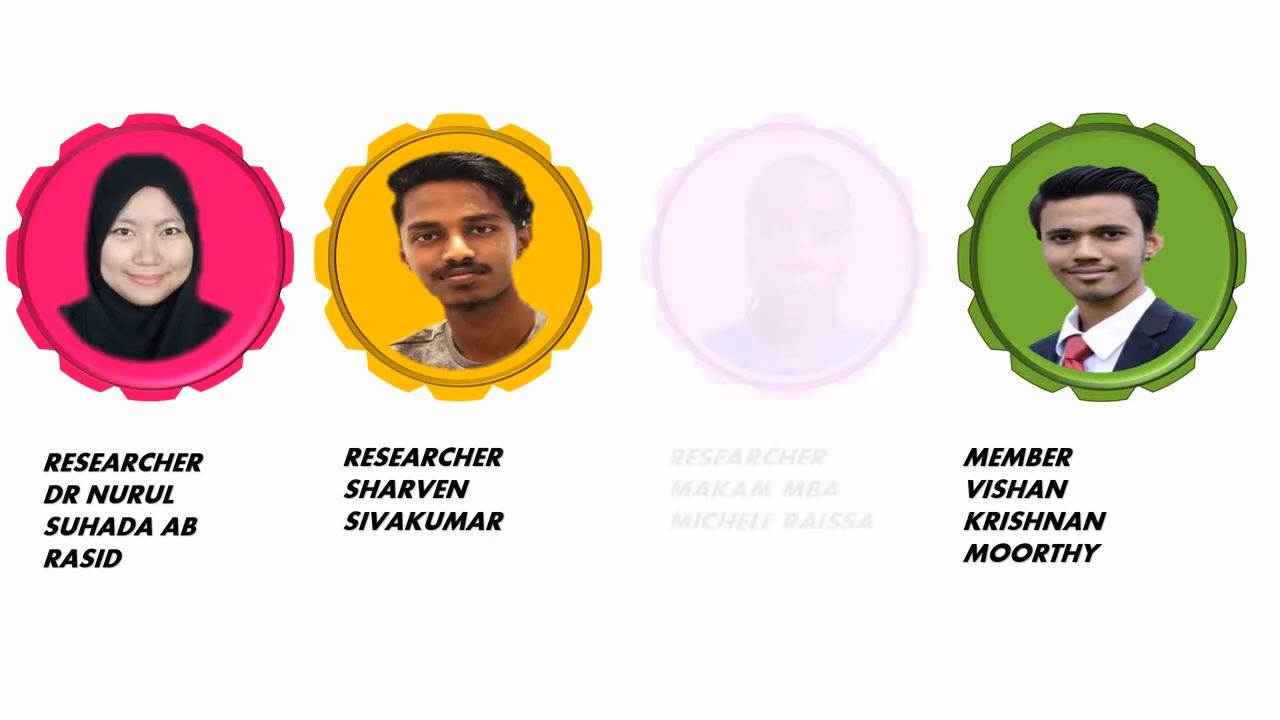 RESEARCHER
DR NURUL
SUHADA AB
RASID
RESEARCHER
SHARVEN
SIVAKUMAR
RESEARCHER
MAKAM MBA
MICHELE RAISSA
MEMBER
VISHAN
KRISHNAN
MOORTHY